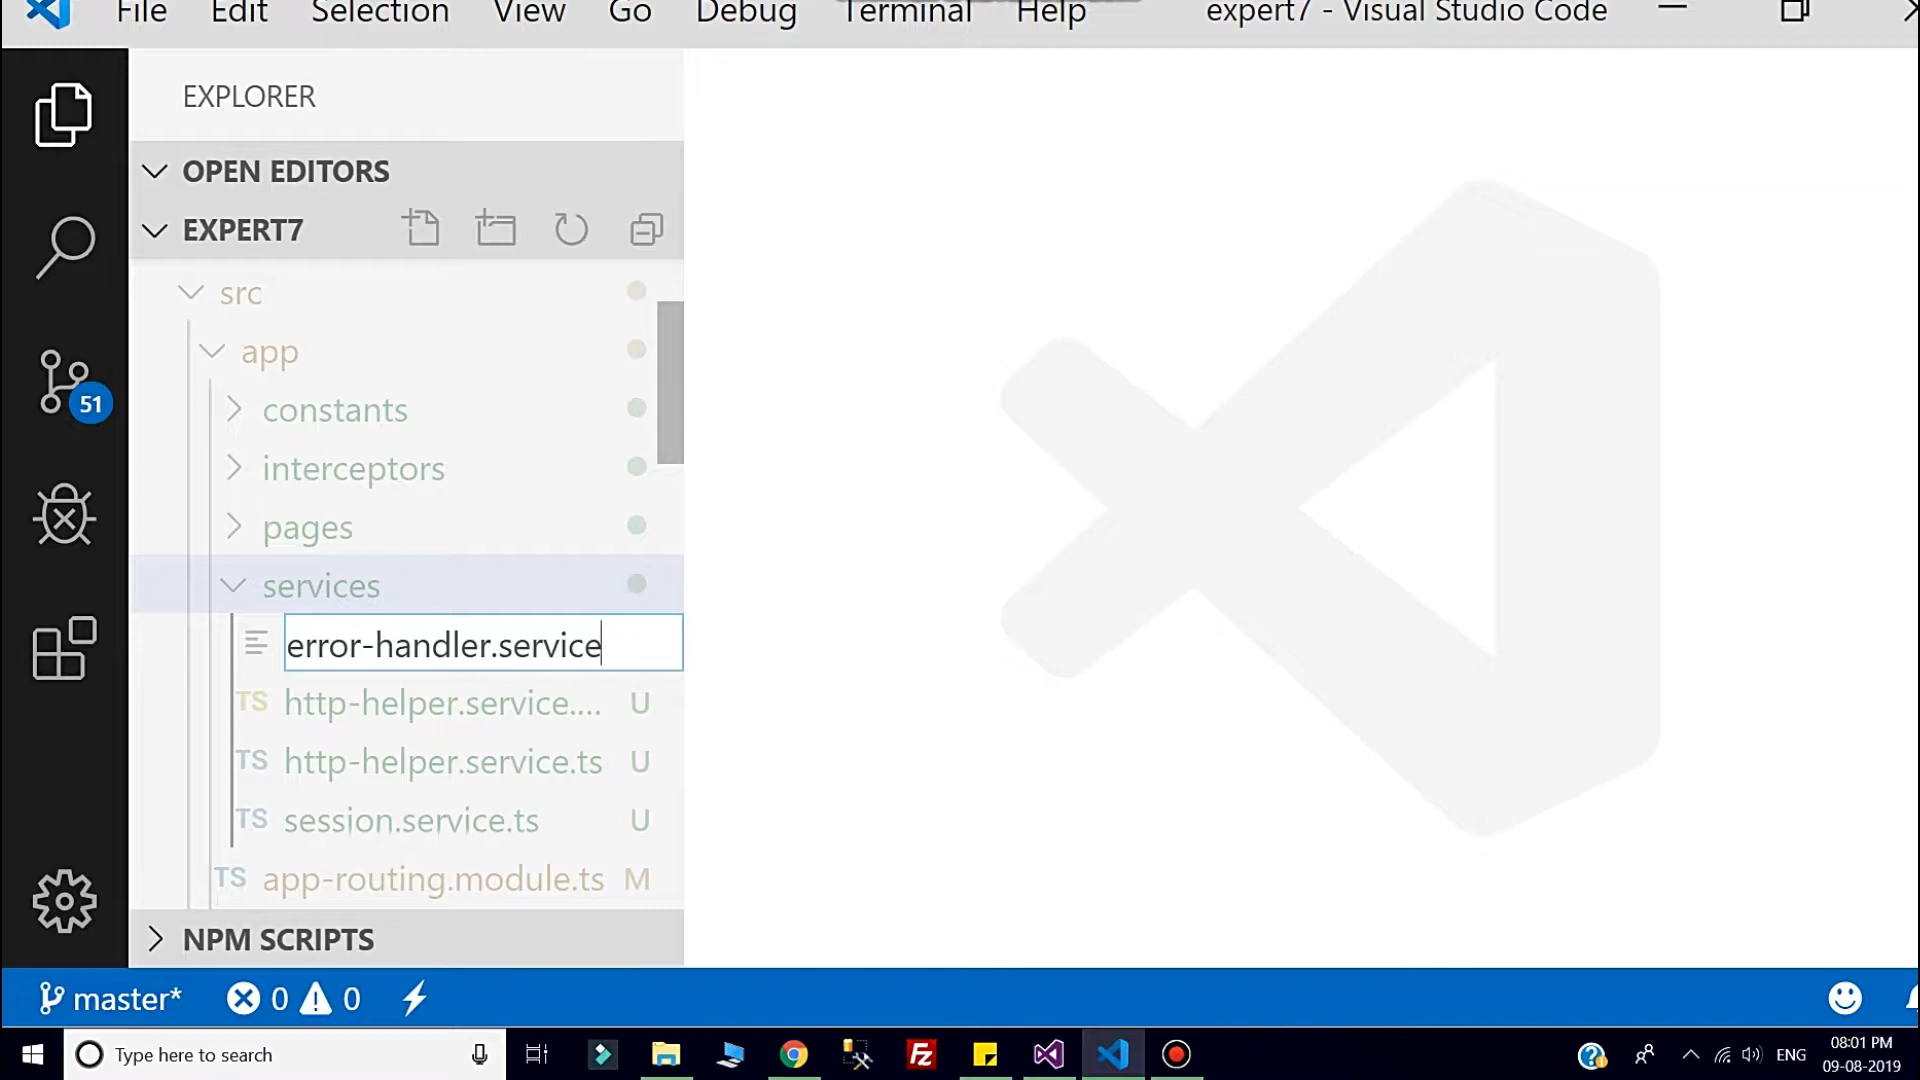 File Edit Selection View Go Debug Terminal Help expert7 - Visual Studio Code
EXPLORER
OPEN EDITORS
EXPERT7
src
app
constants
interceptors
pages
services
error-handler.service
TS http-helper.service.... U
TS http-helper.service.ts U
TS session.service.ts U
TS app-routing.module.ts M
NPM SCRIPTS
51
master* 0 0
Type here to search
Fz
ENG
08:01 PM
09-08-2019